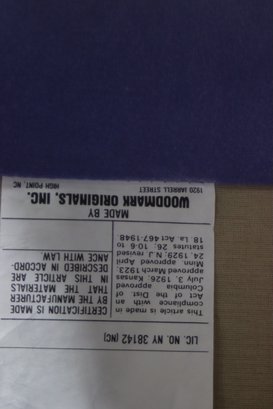 LIC. NO. NY 38142 (NC)
This article is made in
compliance with an
Act of the Dist. of
Columbia approved
July 3, 1926, Kansas
approved March 1923,
Minn. approved April
24, 1929, N.J. revised
statutes 26: 10-6 to
18. La Act 467-1948
CERTIFICATION IS MADE
BY THE MANUFACTURER
THAT THE MATERIALS
IN THIS ARTICLE ARE
DESCRIBED IN ACCORD-
ANCE WITH LAW
MADE BY
WOODMARK ORIGINALS, INC.
1920 JARRELL STREET HIGH POINT, NC